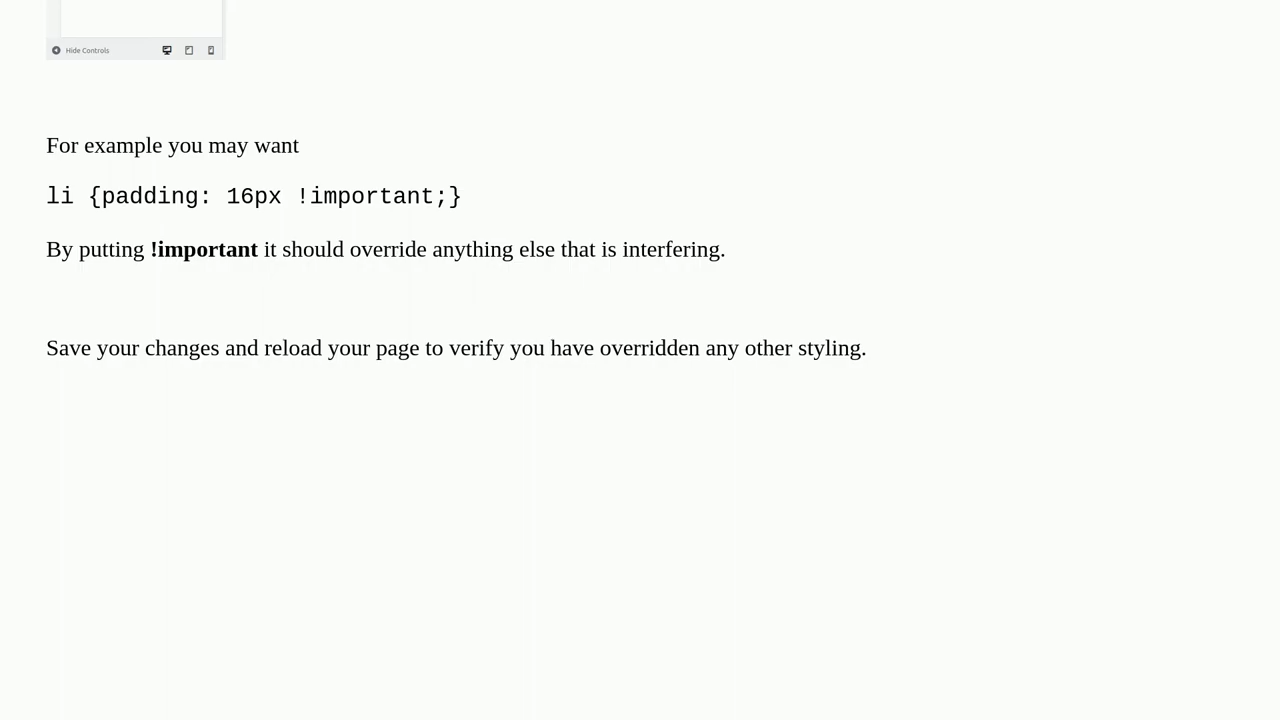 Hide Controls
For example you may want
li {padding: 16px !important;}
By putting !important it should override anything else that is interfering.
Save your changes and reload your page to verify you have overridden any other styling.